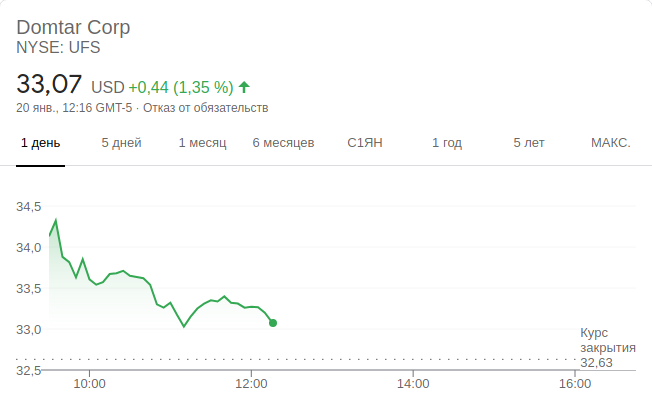 Domtar Corp
NYSE: UFS
33,07 USD +0,44 (1,35 %)
20 янв., 12:16 GMT-5 · Отказ от обязательств
1 день 5 дней 1 месяц 6 месяцев С1ЯН 1 год 5 лет МАКС.
34,5
34,0
33,5
33,0
Курс
закрытия
32,63
32,5
10:00 12:00 14:00 16:00